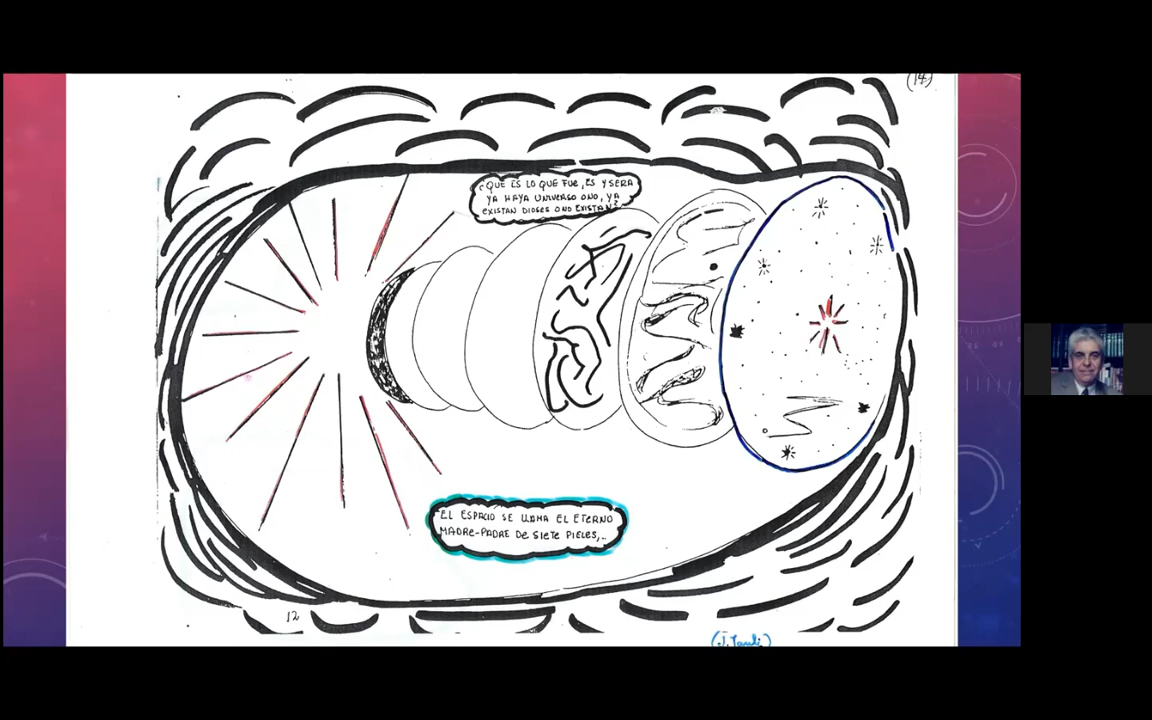 (14)
¿QUE ES LO QUE FUE, ES Y SERA
YA HAYA UNIVERSO O NO, YA
EXISTAN DIOSES O NO EXISTAN?
EL ESPACIO SE LLAMA EL ETERNO
MADRE-PADRE DE SIETE PIELES,..
12